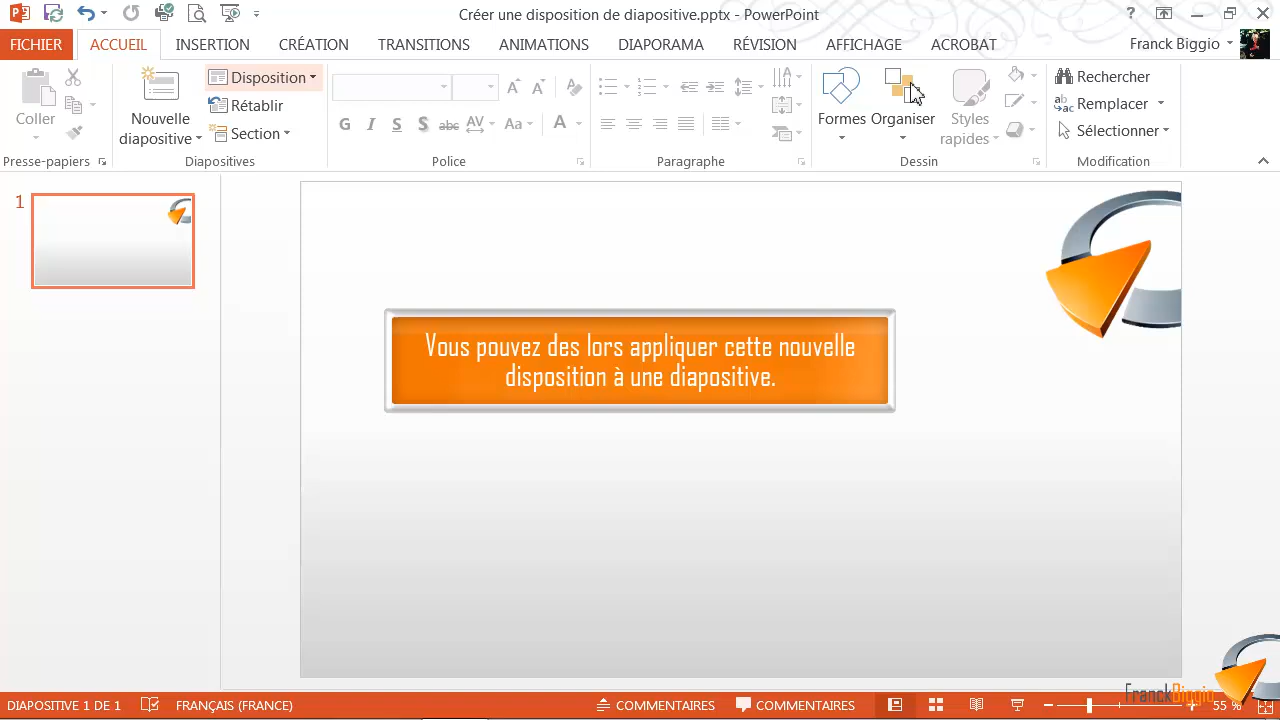 Créer une disposition de diapositive.pptx - PowerPoint
?
FICHIER ACCUEIL INSERTION CRÉATION TRANSITIONS ANIMATIONS DIAPORAMA RÉVISION AFFICHAGE ACROBAT Franck Biggio
Coller
Presse-papiers
Nouvelle
diapositive
Disposition
Rétablir
Section
Diapositives
G I S S abc AV Aa A
Police
Paragraphe
Formes
Organiser
Styles
rapides
Dessin
Rechercher
Remplacer
Sélectionner
Modification
1
Vous pouvez des lors appliquer cette nouvelle
disposition à une diapositive.
FranckBiggio
DIAPOSITIVE 1 DE 1 FRANÇAIS (FRANCE) COMMENTAIRES COMMENTAIRES 55 %